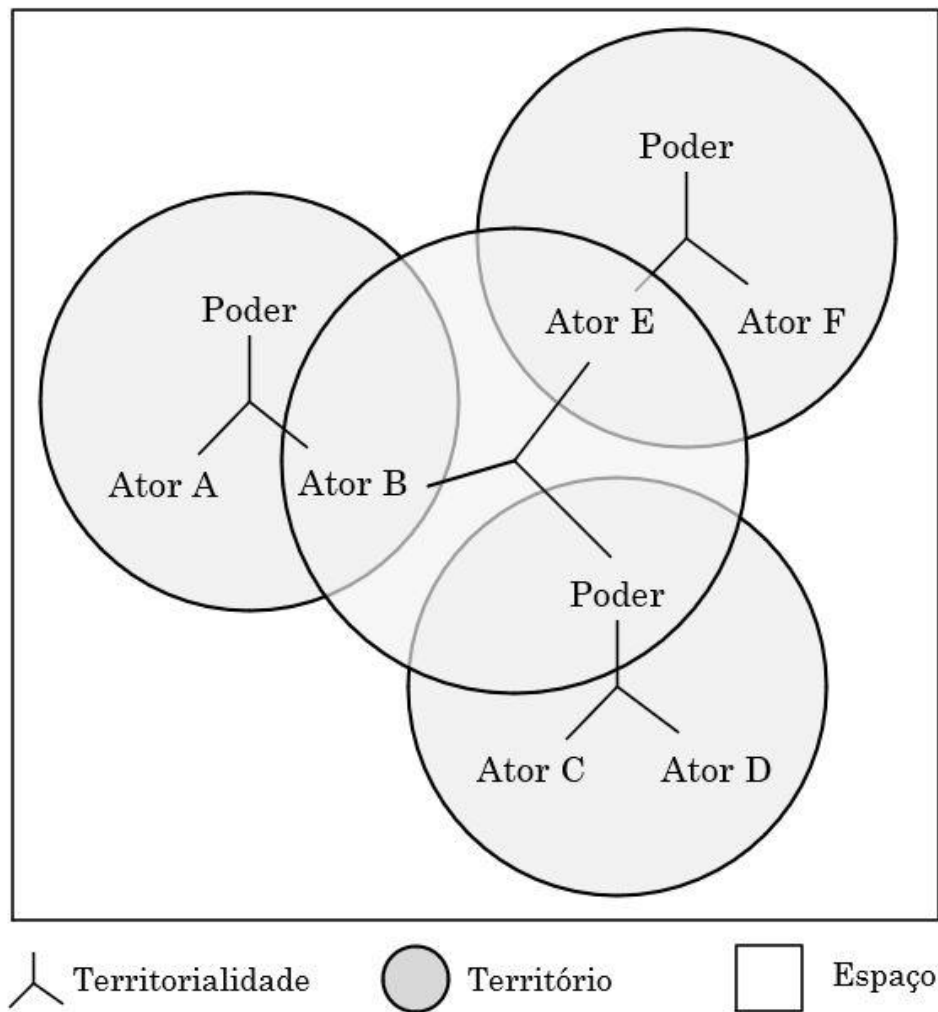 Poder
Poder
Ator E
Ator F
Ator A
Ator B
Poder
Ator C
Ator D
Territorialidade
Território
Espaço